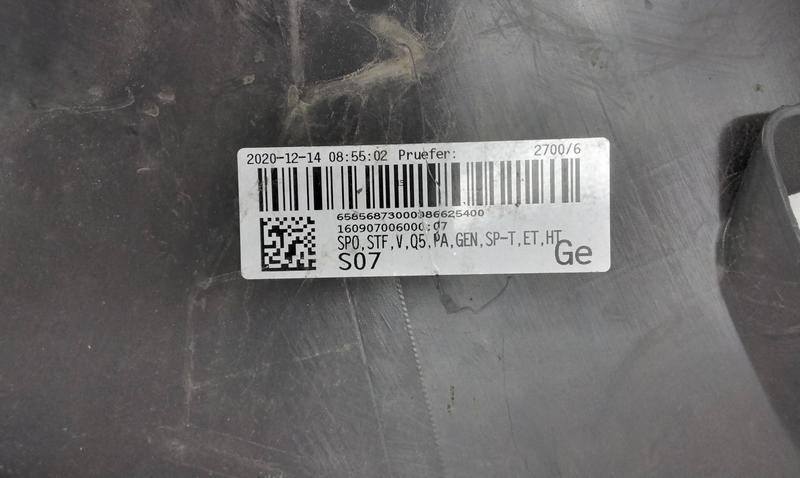 2020-12-14 08:55:02 Pruefer: 2700/6
65856873000086625400
160907006000:07
SPO,STF,V,Q5,PA,GEN,SP-T,ET,HT
S07 Ge